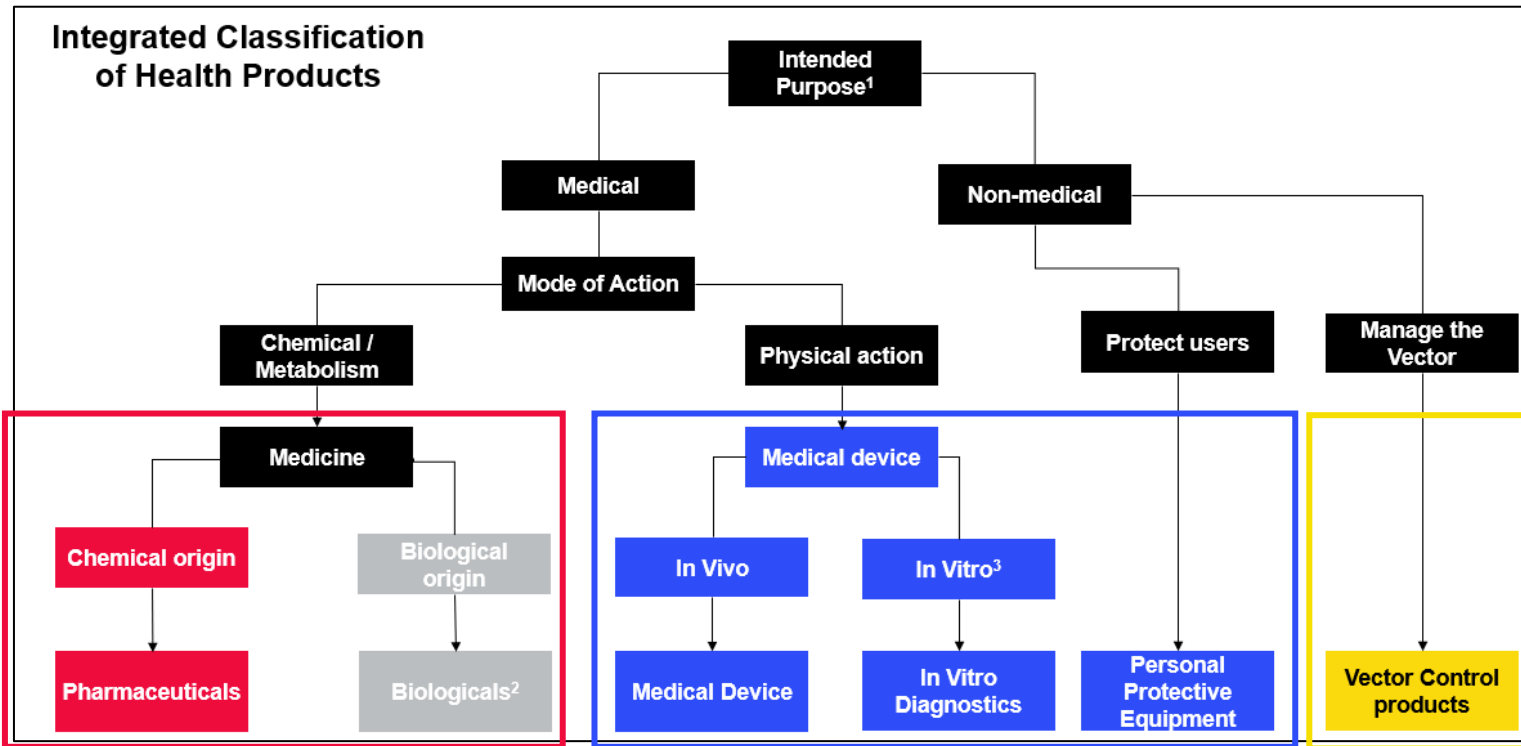 Integrated Classification
of Health Products
Intended
Purpose¹
Medical
Non-medical
Mode of Action
Chemical /
Metabolism
Physical action
Protect users
Manage the
Vector
Medicine
Medical device
Chemical origin
Biological
origin
In Vivo
In Vitro³
Pharmaceuticals
Biologicals²
Medical Device
In Vitro
Diagnostics
Personal
Protective
Equipment
Vector Control
products